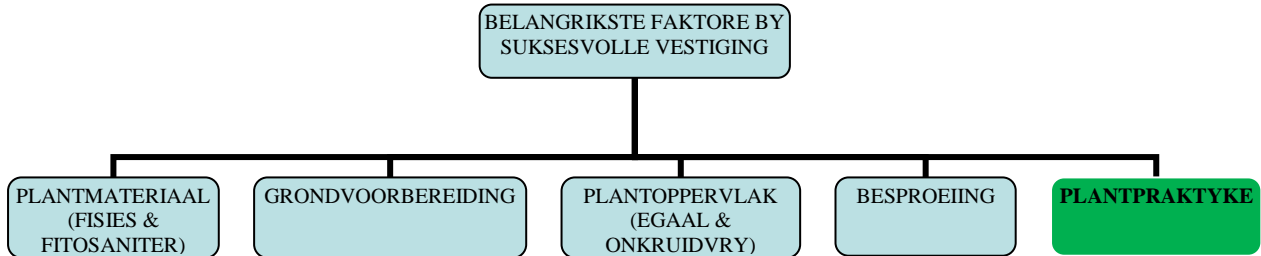 BELANGRIKSTE FAKTORE BY
SUKSESVOLLE VESTIGING
PLANTMATERIAAL
(FISIES &
FITOSANITER)
GRONDVOORBEREIDING
PLANTOPPERVLAK
(EGAAL &
ONKRUIDVRY)
BESPROEIING
PLANTPRAKTYKE